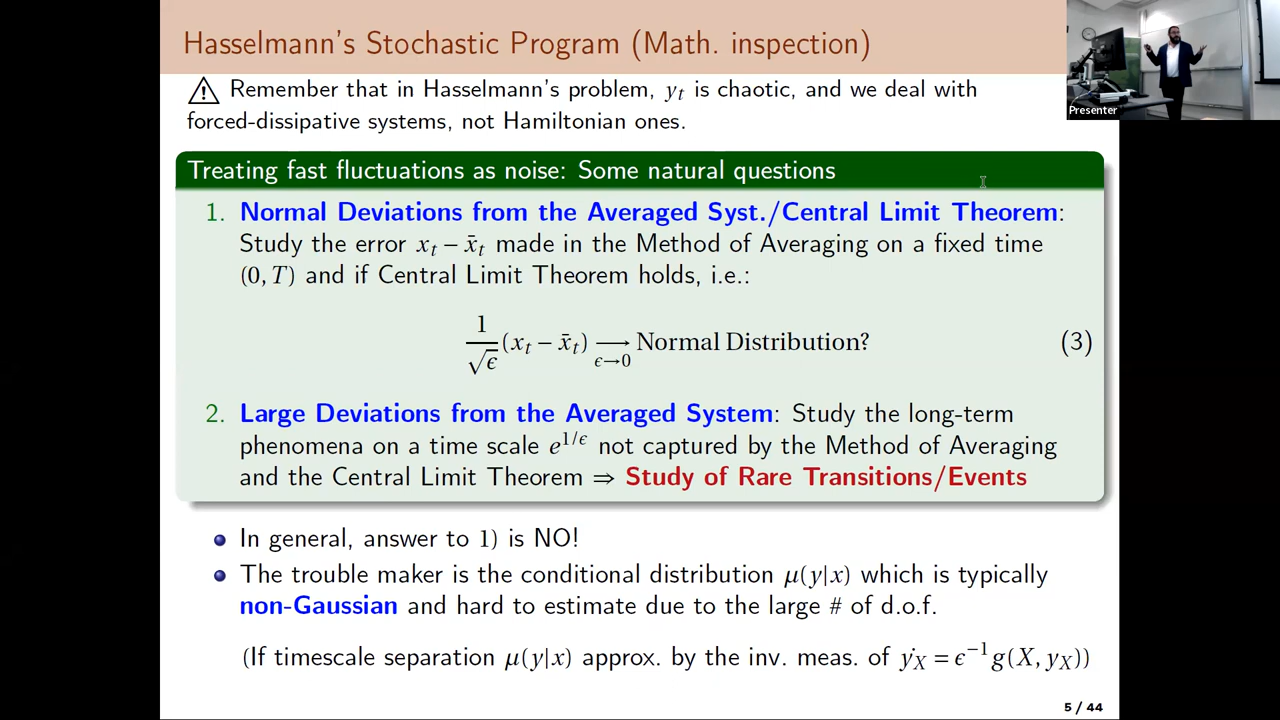 Hasselmann's Stochastic Program (Math. inspection)
Presenter
Remember that in Hasselmann's problem, yₜ is chaotic, and we deal with
forced-dissipative systems, not Hamiltonian ones.
Treating fast fluctuations as noise: Some natural questions
1. Normal Deviations from the Averaged Syst./Central Limit Theorem:
Study the error xₜ − x̄ₜ made in the Method of Averaging on a fixed time
(0, T) and if Central Limit Theorem holds, i.e.:
1/√ϵ (xₜ − x̄ₜ) ⟶ ϵ→0 Normal Distribution? (3)
2. Large Deviations from the Averaged System: Study the long-term
phenomena on a time scale e^{1/ϵ} not captured by the Method of Averaging
and the Central Limit Theorem ⇒ Study of Rare Transitions/Events
In general, answer to 1) is NO!
The trouble maker is the conditional distribution μ(y|x) which is typically
non-Gaussian and hard to estimate due to the large # of d.o.f.
(If timescale separation μ(y|x) approx. by the inv. meas. of ẏ_X = ϵ⁻¹g(X, y_X))
5 / 44